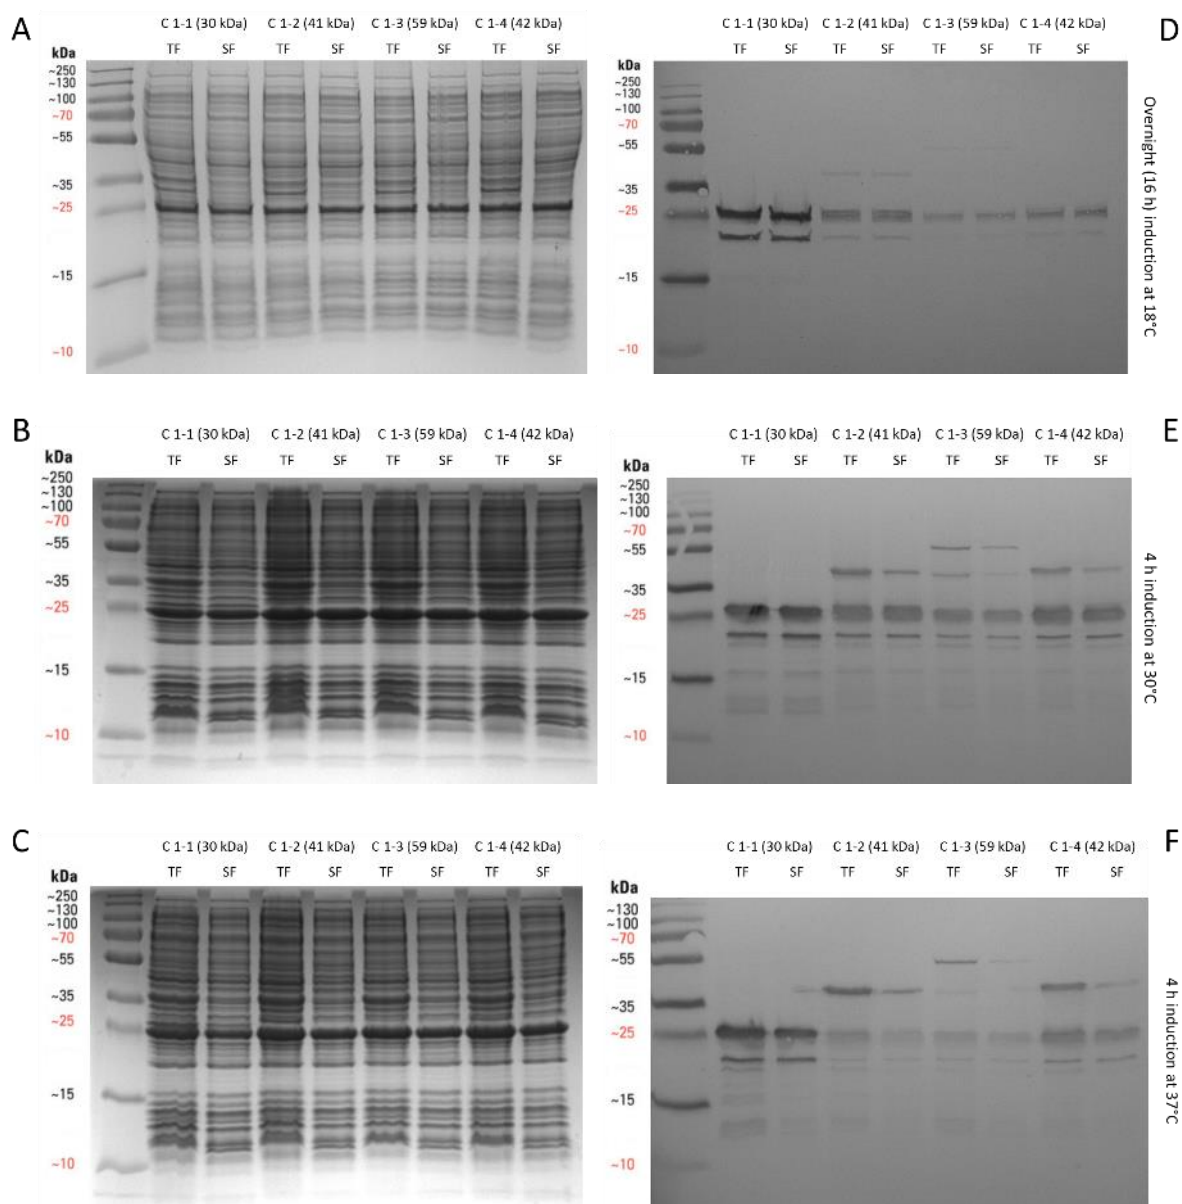 A
C 1-1 (30 kDa) C 1-2 (41 kDa) C 1-3 (59 kDa) C 1-4 (42 kDa)
TF SF TF SF TF SF TF SF
kDa
~250
~130
~100
~70
~55
~35
~25
~15
~10
D
C 1-1 (30 kDa) C 1-2 (41 kDa) C 1-3 (59 kDa) C 1-4 (42 kDa)
TF SF TF SF TF SF TF SF
kDa
~250
~130
~100
~70
~55
~35
~25
~15
~10
Overnight (16 h) induction at 18°C
B
C 1-1 (30 kDa) C 1-2 (41 kDa) C 1-3 (59 kDa) C 1-4 (42 kDa)
TF SF TF SF TF SF TF SF
kDa
~250
~130
~100
~70
~55
~35
~25
~15
~10
E
C 1-1 (30 kDa) C 1-2 (41 kDa) C 1-3 (59 kDa) C 1-4 (42 kDa)
TF SF TF SF TF SF TF SF
kDa
~250
~130
~100
~70
~55
~35
~25
~15
~10
4 h induction at 30°C
C
C 1-1 (30 kDa) C 1-2 (41 kDa) C 1-3 (59 kDa) C 1-4 (42 kDa)
TF SF TF SF TF SF TF SF
kDa
~250
~130
~100
~70
~55
~35
~25
~15
~10
F
C 1-1 (30 kDa) C 1-2 (41 kDa) C 1-3 (59 kDa) C 1-4 (42 kDa)
TF SF TF SF TF SF TF SF
kDa
~130
~100
~70
~55
~35
~25
~15
~10
4 h induction at 37°C